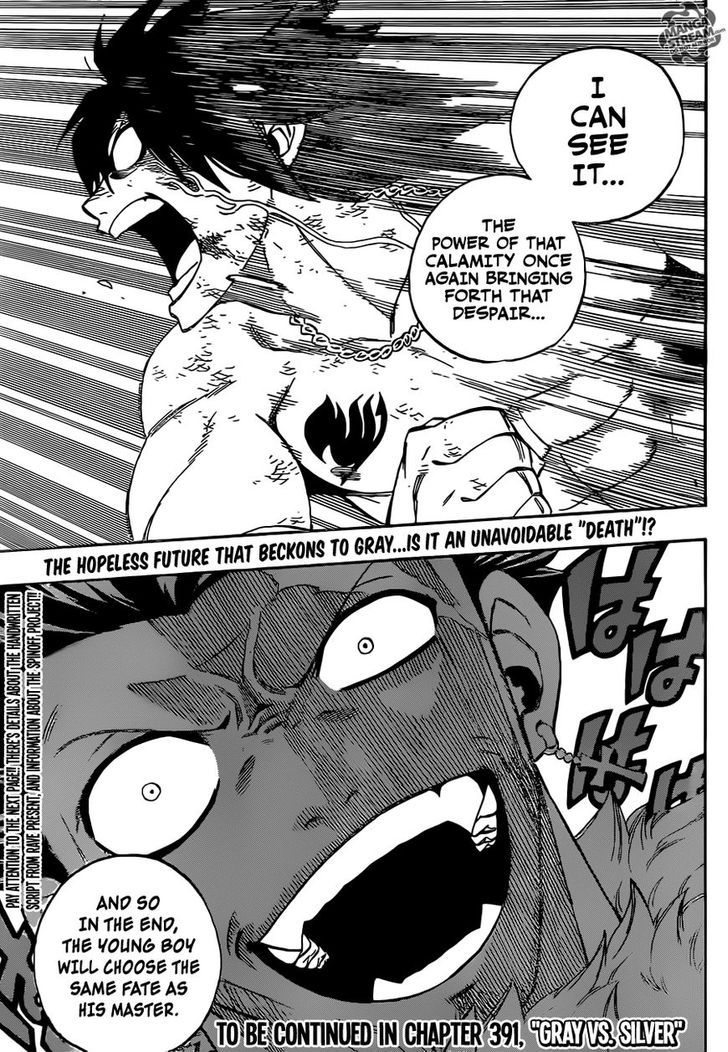 MANGA
STREAM
I
CAN
SEE
IT...
THE
POWER OF THAT
CALAMITY ONCE
AGAIN BRINGING
FORTH THAT
DESPAIR...
THE HOPELESS FUTURE THAT BECKONS TO GRAY...IS IT AN UNAVOIDABLE "DEATH"!?
PAY ATTENTION TO THE NEXT PAGE!! THERE'S DETAILS ABOUT THE HANDWRITTEN
SCRIPT FROM RAVE PRESENT, AND INFORMATION ABOUT THE SPINOFF PROJECT!!
はは
はは
AND SO
IN THE END,
THE YOUNG BOY
WILL CHOOSE THE
SAME FATE AS
HIS MASTER.
TO BE CONTINUED IN CHAPTER 391, "GRAY VS. SILVER"